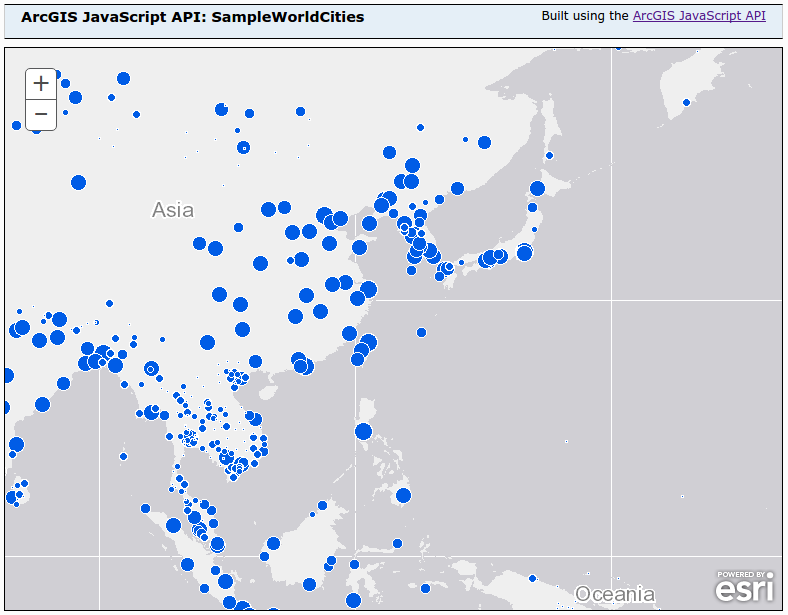 ArcGIS JavaScript API: SampleWorldCities
Built using the ArcGIS JavaScript API
+
−
Asia
Oceania
POWERED BY
esri